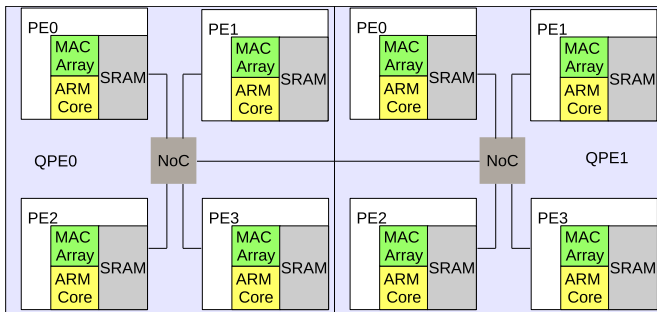 PE0
MAC
Array
ARM
Core
SRAM
PE1
MAC
Array
ARM
Core
SRAM
QPE0
NoC
PE2
MAC
Array
ARM
Core
SRAM
PE3
MAC
Array
ARM
Core
SRAM
PE0
MAC
Array
ARM
Core
SRAM
PE1
MAC
Array
ARM
Core
SRAM
NoC
QPE1
PE2
MAC
Array
ARM
Core
SRAM
PE3
MAC
Array
ARM
Core
SRAM